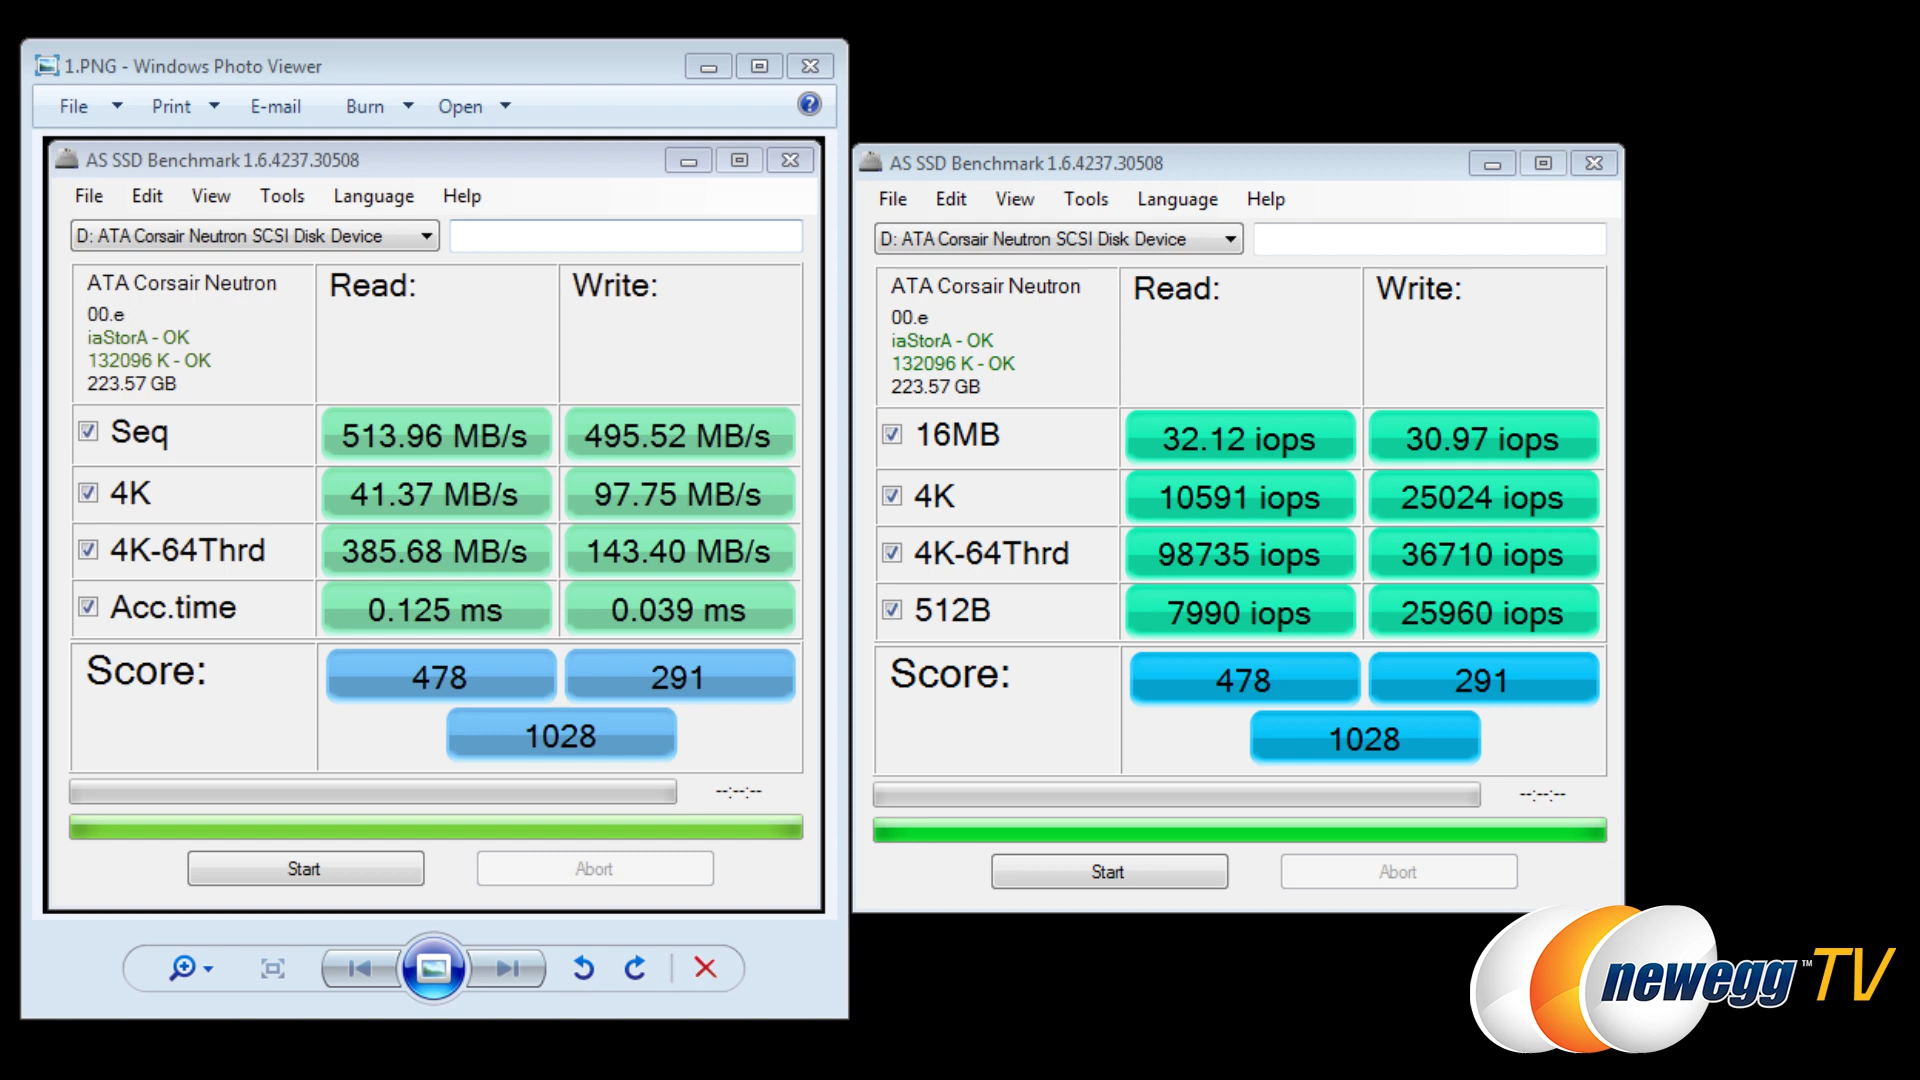 1.PNG - Windows Photo Viewer
File Print E-mail Burn Open
AS SSD Benchmark 1.6.4237.30508
File Edit View Tools Language Help
D: ATA Corsair Neutron SCSI Disk Device
ATA Corsair Neutron
00.e
iaStorA - OK
132096 K - OK
223.57 GB
Read: Write:
Seq 513.96 MB/s 495.52 MB/s
4K 41.37 MB/s 97.75 MB/s
4K-64Thrd 385.68 MB/s 143.40 MB/s
Acc.time 0.125 ms 0.039 ms
Score: 478 291
1028
--:--:--
Start Abort
AS SSD Benchmark 1.6.4237.30508
File Edit View Tools Language Help
D: ATA Corsair Neutron SCSI Disk Device
ATA Corsair Neutron
00.e
iaStorA - OK
132096 K - OK
223.57 GB
Read: Write:
16MB 32.12 iops 30.97 iops
4K 10591 iops 25024 iops
4K-64Thrd 98735 iops 36710 iops
512B 7990 iops 25960 iops
Score: 478 291
1028
--:--:--
Start Abort
newegg™TV